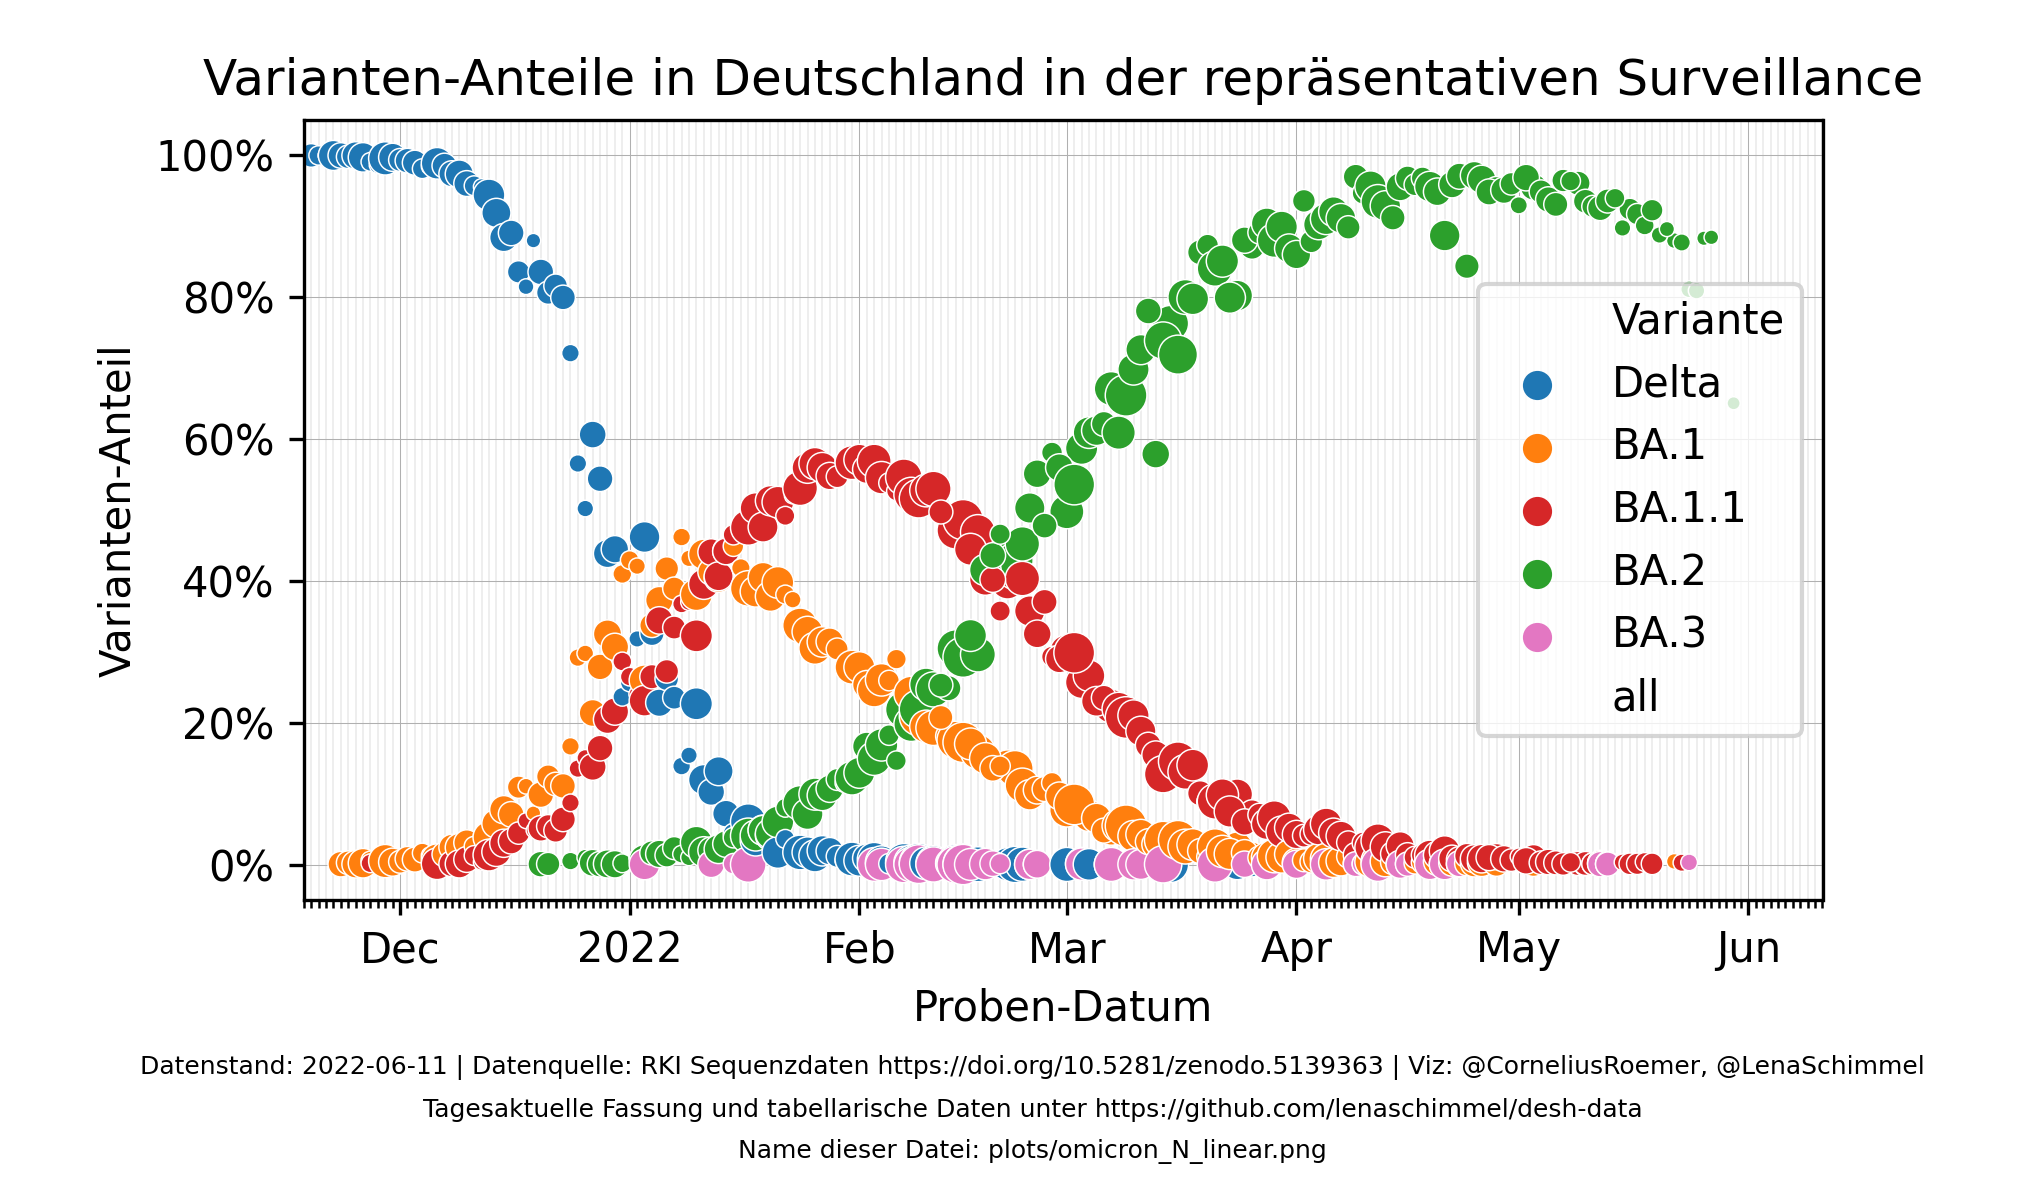 Varianten-Anteile in Deutschland in der repräsentativen Surveillance
100%
80%
60%
40%
20%
0%
Varianten-Anteil
Variante
Delta
BA.1
BA.1.1
BA.2
BA.3
all
Dec 2022 Feb Mar Apr May Jun
Proben-Datum
Datenstand: 2022-06-11 | Datenquelle: RKI Sequenzdaten https://doi.org/10.5281/zenodo.5139363 | Viz: @CorneliusRoemer, @LenaSchimmel
Tagesaktuelle Fassung und tabellarische Daten unter https://github.com/lenaschimmel/desh-data
Name dieser Datei: plots/omicron_N_linear.png